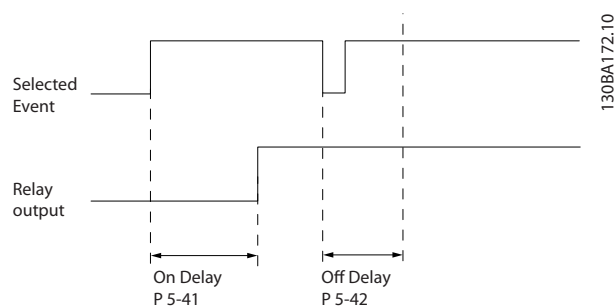 Selected
Event
Relay
output
On Delay
P 5-41
Off Delay
P 5-42
130BA172.10